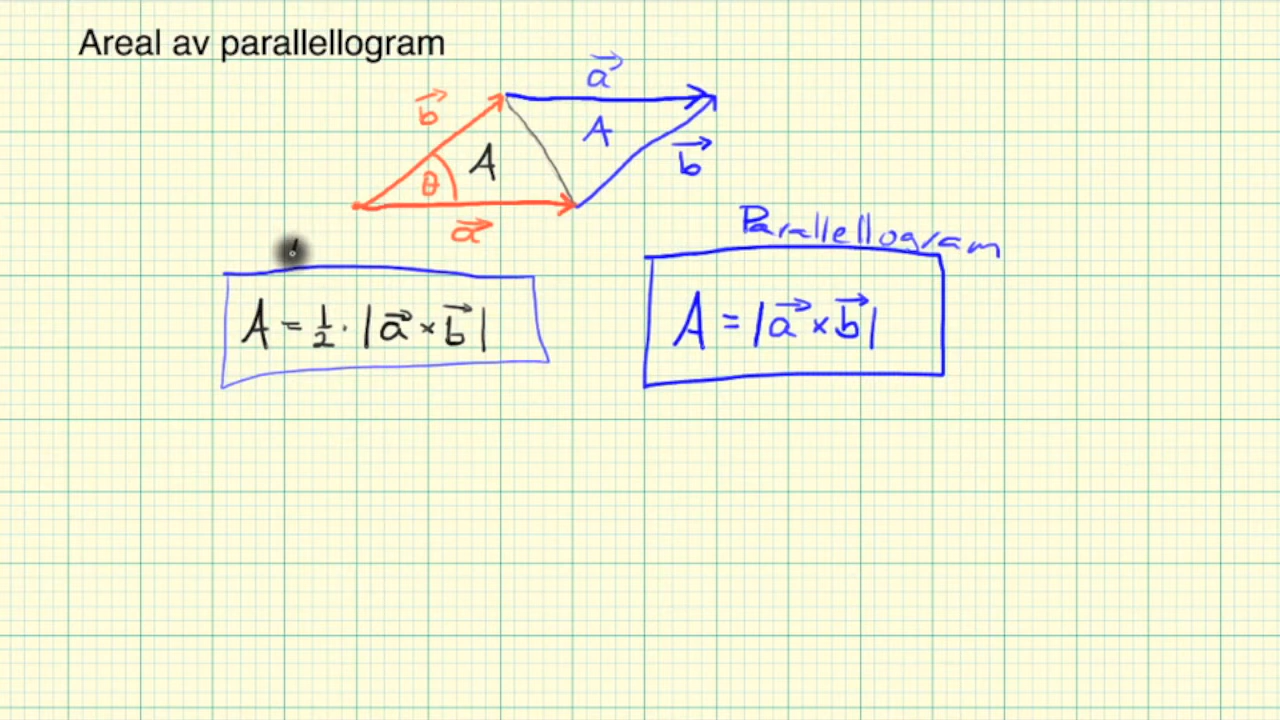 Areal av parallellogram
a⃗
b⃗
A
A
b⃗
θ
a⃗
Parallellogram
A = ½ · |a⃗ × b⃗|
A = |a⃗ × b⃗|